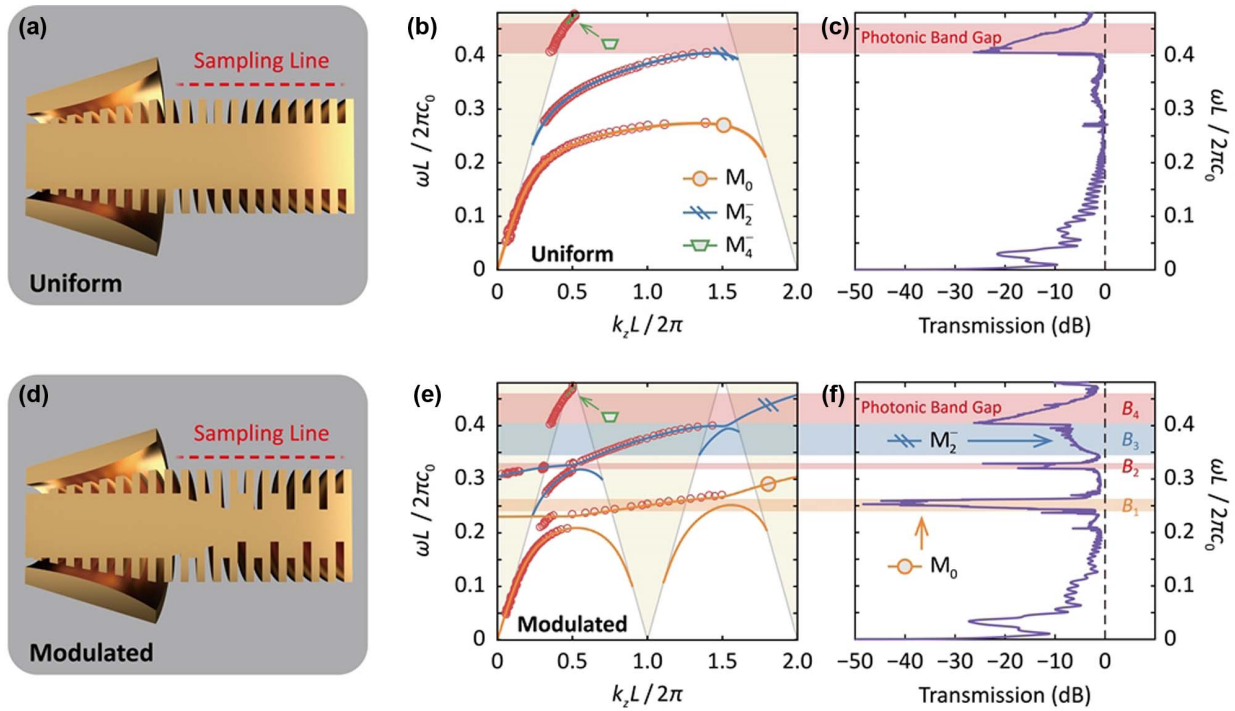 (a)
Sampling Line
Uniform
(b)
ωL / 2πc₀
0.4
0.3
0.2
0.1
0
M₀
M₂⁻
M₄⁻
Uniform
0 0.5 1.0 1.5 2.0
k_zL / 2π
(c)
Photonic Band Gap
0.4
0.3
0.2
0.1
0
ωL / 2πc₀
−50 −40 −30 −20 −10 0
Transmission (dB)
(d)
Sampling Line
Modulated
(e)
ωL / 2πc₀
0.4
0.3
0.2
0.1
0
Modulated
0 0.5 1.0 1.5 2.0
k_zL / 2π
(f)
Photonic Band Gap
B₄
M₂⁻
B₃
B₂
B₁
M₀
0.4
0.3
0.2
0.1
0
ωL / 2πc₀
−50 −40 −30 −20 −10 0
Transmission (dB)